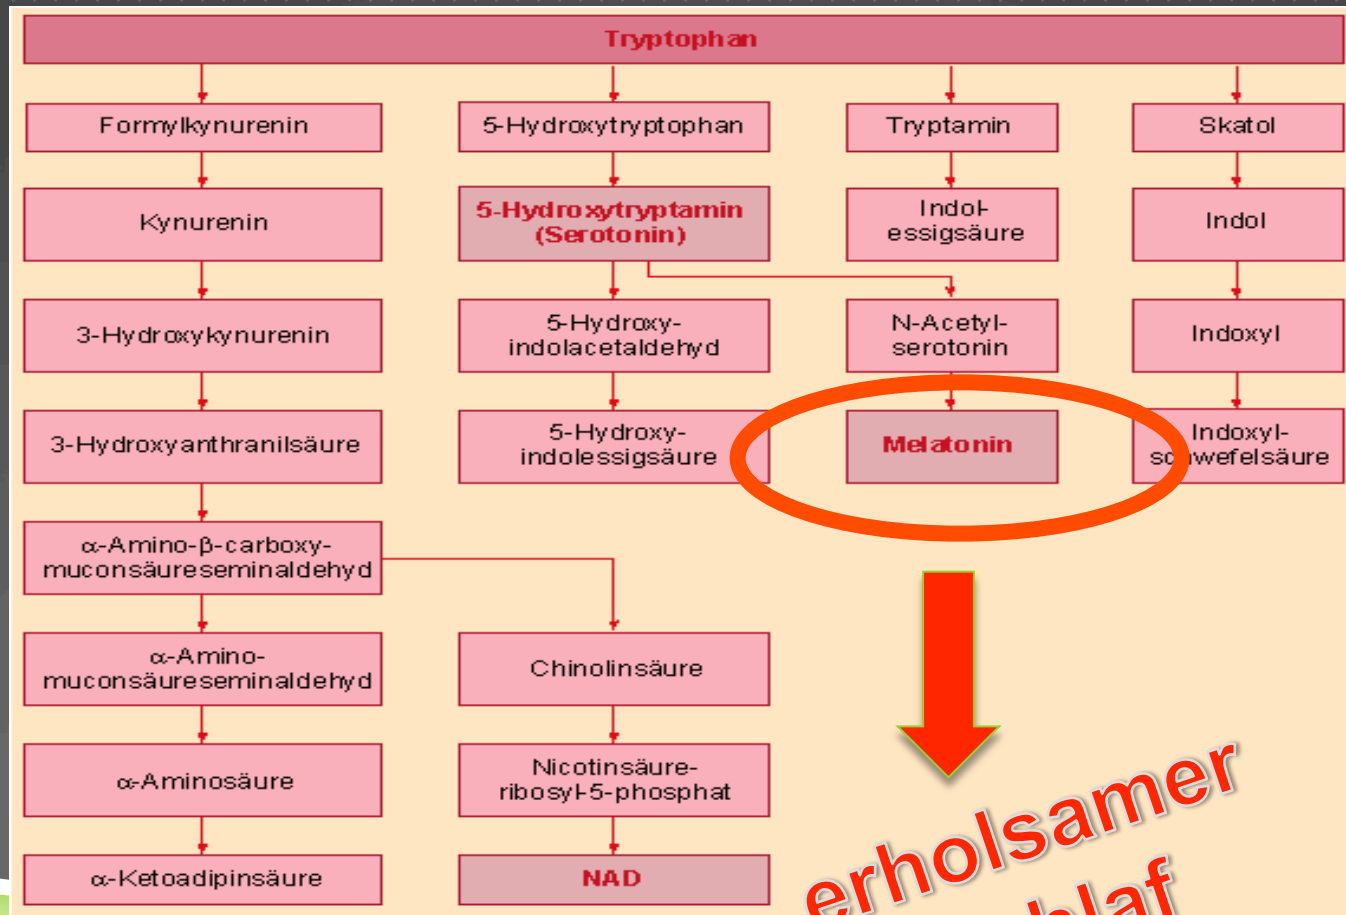 Tryptophan
Formylkynurenin
5-Hydroxytryptophan
Tryptamin
Skatol
Kynurenin
5-Hydroxytryptamin
(Serotonin)
Indol-
essigsäure
Indol
3-Hydroxykynurenin
5-Hydroxy-
indolacetaldehyd
N-Acetyl-
serotonin
Indoxyl
3-Hydroxyanthranilsäure
5-Hydroxy-
indolessigsäure
Melatonin
Indoxyl-
schwefelsäure
α-Amino-β-carboxy-
muconsäureseminaldehyd
α-Amino-
muconsäureseminaldehyd
Chinolinsäure
α-Aminosäure
Nicotinsäure-
ribosyl-5-phosphat
α-Ketoadipinsäure
NAD
erholsamer